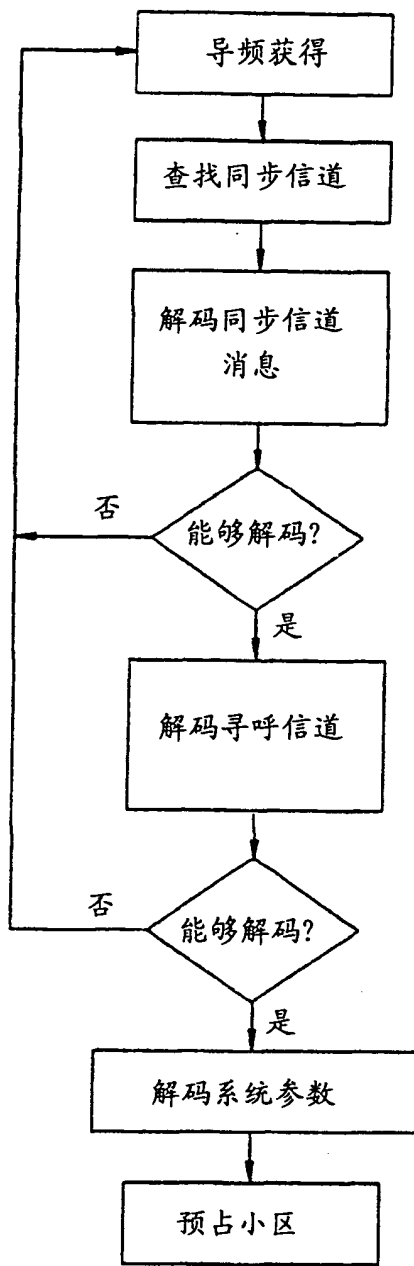 导频获得
查找同步信道
解码同步信道
消息
否
能够解码?
是
解码寻呼信道
否
能够解码?
是
解码系统参数
预占小区